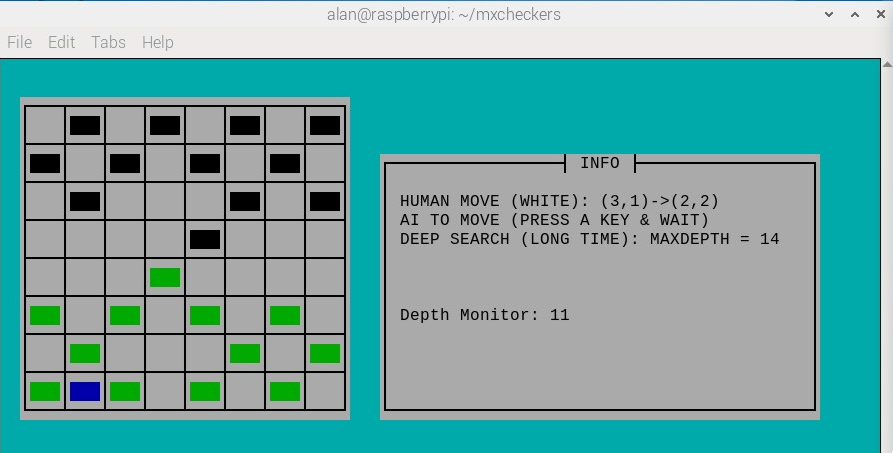 alan@raspberrypi: ~/mxcheckers
File Edit Tabs Help
INFO
HUMAN MOVE (WHITE): (3,1)->(2,2)
AI TO MOVE (PRESS A KEY & WAIT)
DEEP SEARCH (LONG TIME): MAXDEPTH = 14
Depth Monitor: 11